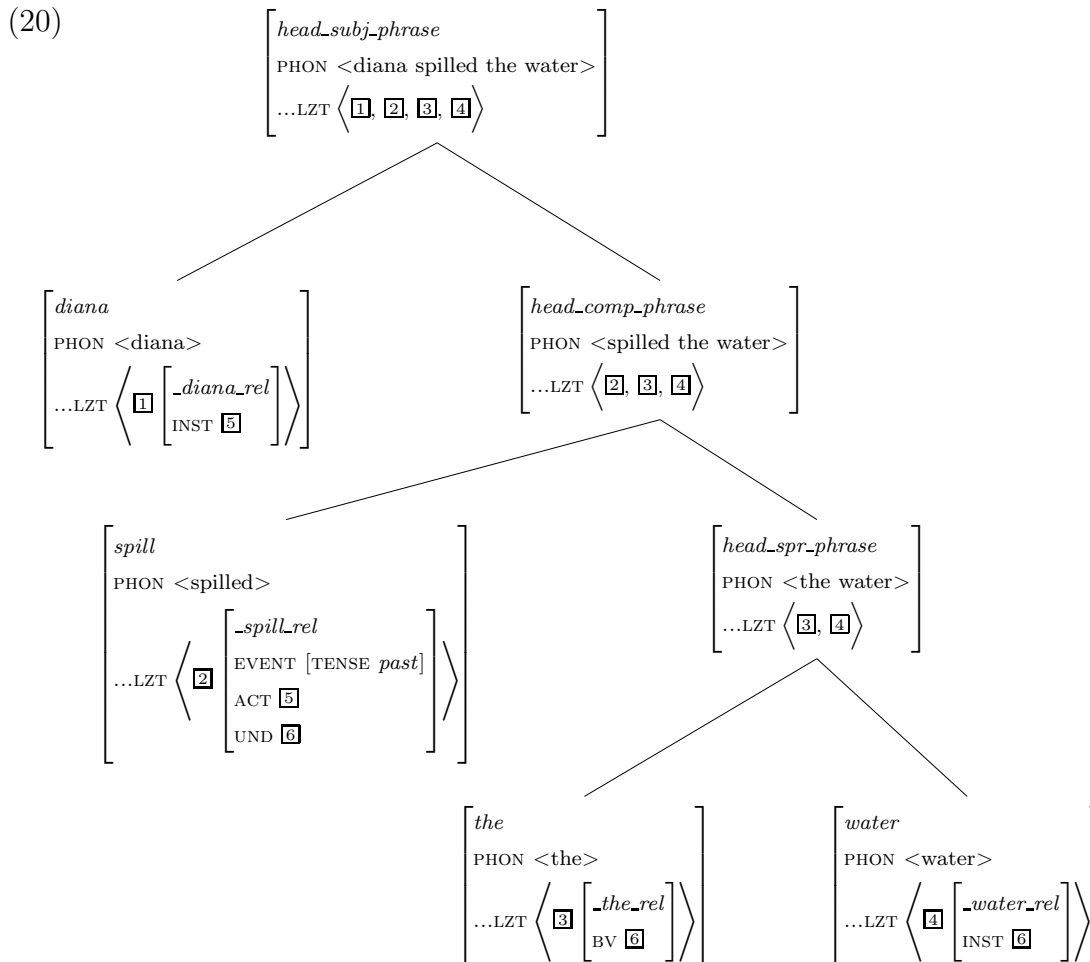 (20)
head_subj_phrase
PHON <diana spilled the water>
...LZT ⟨ 1, 2, 3, 4 ⟩
diana
PHON <diana>
...LZT ⟨ 1 [ _diana_rel
INST 5 ] ⟩
head_comp_phrase
PHON <spilled the water>
...LZT ⟨ 2, 3, 4 ⟩
spill
PHON <spilled>
...LZT ⟨ 2 [ _spill_rel
EVENT [TENSE past]
ACT 5
UND 6 ] ⟩
head_spr_phrase
PHON <the water>
...LZT ⟨ 3, 4 ⟩
the
PHON <the>
...LZT ⟨ 3 [ _the_rel
BV 6 ] ⟩
water
PHON <water>
...LZT ⟨ 4 [ _water_rel
INST 6 ] ⟩